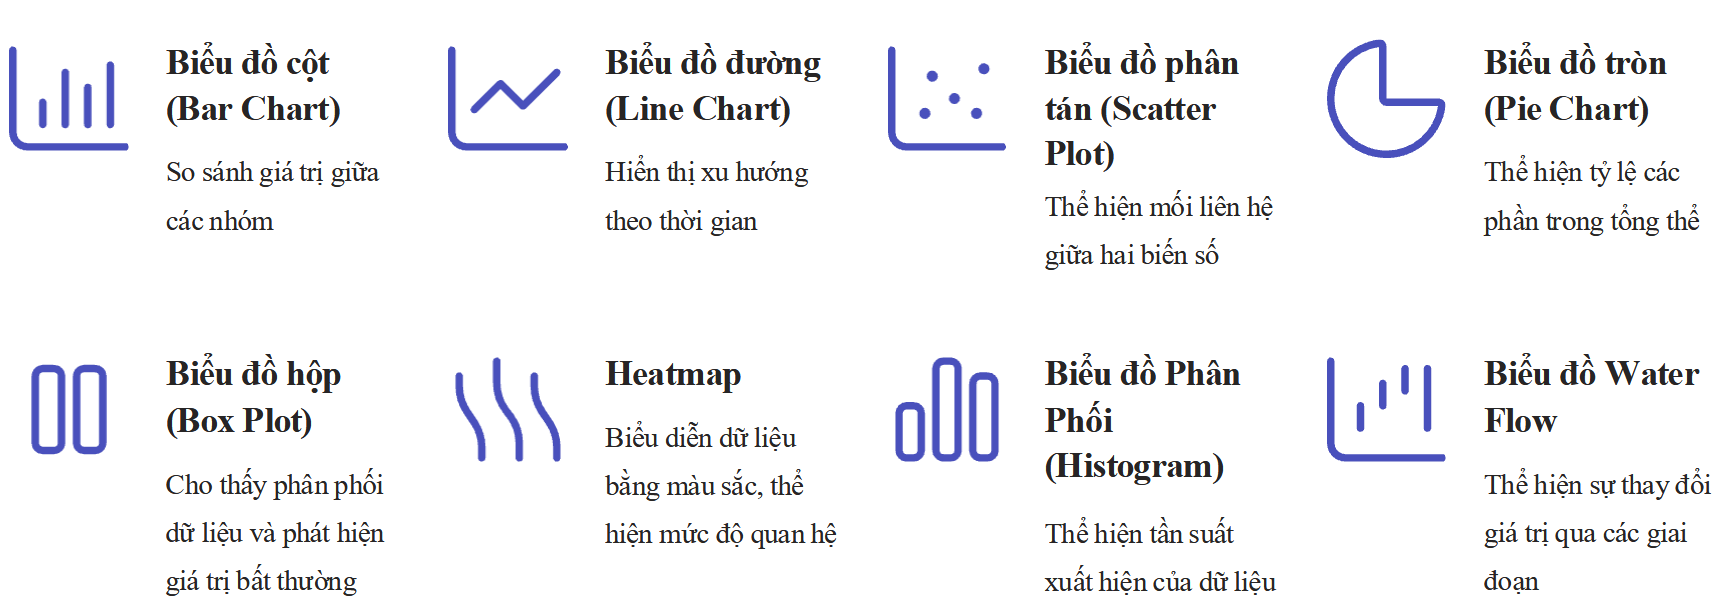 Biểu đồ cột
(Bar Chart)
So sánh giá trị giữa
các nhóm
Biểu đồ đường
(Line Chart)
Hiển thị xu hướng
theo thời gian
Biểu đồ phân
tán (Scatter
Plot)
Thể hiện mối liên hệ
giữa hai biến số
Biểu đồ tròn
(Pie Chart)
Thể hiện tỷ lệ các
phần trong tổng thể
Biểu đồ hộp
(Box Plot)
Cho thấy phân phối
dữ liệu và phát hiện
giá trị bất thường
Heatmap
Biểu diễn dữ liệu
bằng màu sắc, thể
hiện mức độ quan hệ
Biểu đồ Phân
Phối
(Histogram)
Thể hiện tần suất
xuất hiện của dữ liệu
Biểu đồ Water
Flow
Thể hiện sự thay đổi
giá trị qua các giai
đoạn